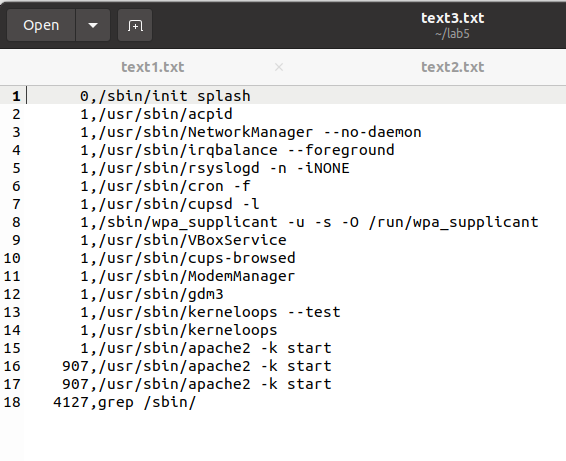 Open
text3.txt
~/lab5
text1.txt × text2.txt
1 0,/sbin/init splash
2 1,/usr/sbin/acpid
3 1,/usr/sbin/NetworkManager --no-daemon
4 1,/usr/sbin/irqbalance --foreground
5 1,/usr/sbin/rsyslogd -n -iNONE
6 1,/usr/sbin/cron -f
7 1,/usr/sbin/cupsd -l
8 1,/sbin/wpa_supplicant -u -s -O /run/wpa_supplicant
9 1,/usr/sbin/VBoxService
10 1,/usr/sbin/cups-browsed
11 1,/usr/sbin/ModemManager
12 1,/usr/sbin/gdm3
13 1,/usr/sbin/kerneloops --test
14 1,/usr/sbin/kerneloops
15 1,/usr/sbin/apache2 -k start
16 907,/usr/sbin/apache2 -k start
17 907,/usr/sbin/apache2 -k start
18 4127,grep /sbin/